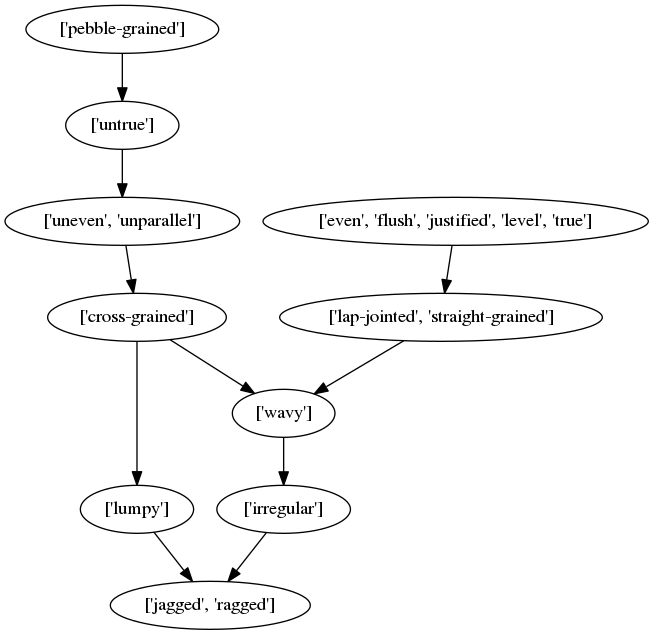 ['pebble-grained']
['untrue']
['uneven', 'unparallel']
['even', 'flush', 'justified', 'level', 'true']
['cross-grained']
['lap-jointed', 'straight-grained']
['wavy']
['lumpy']
['irregular']
['jagged', 'ragged']